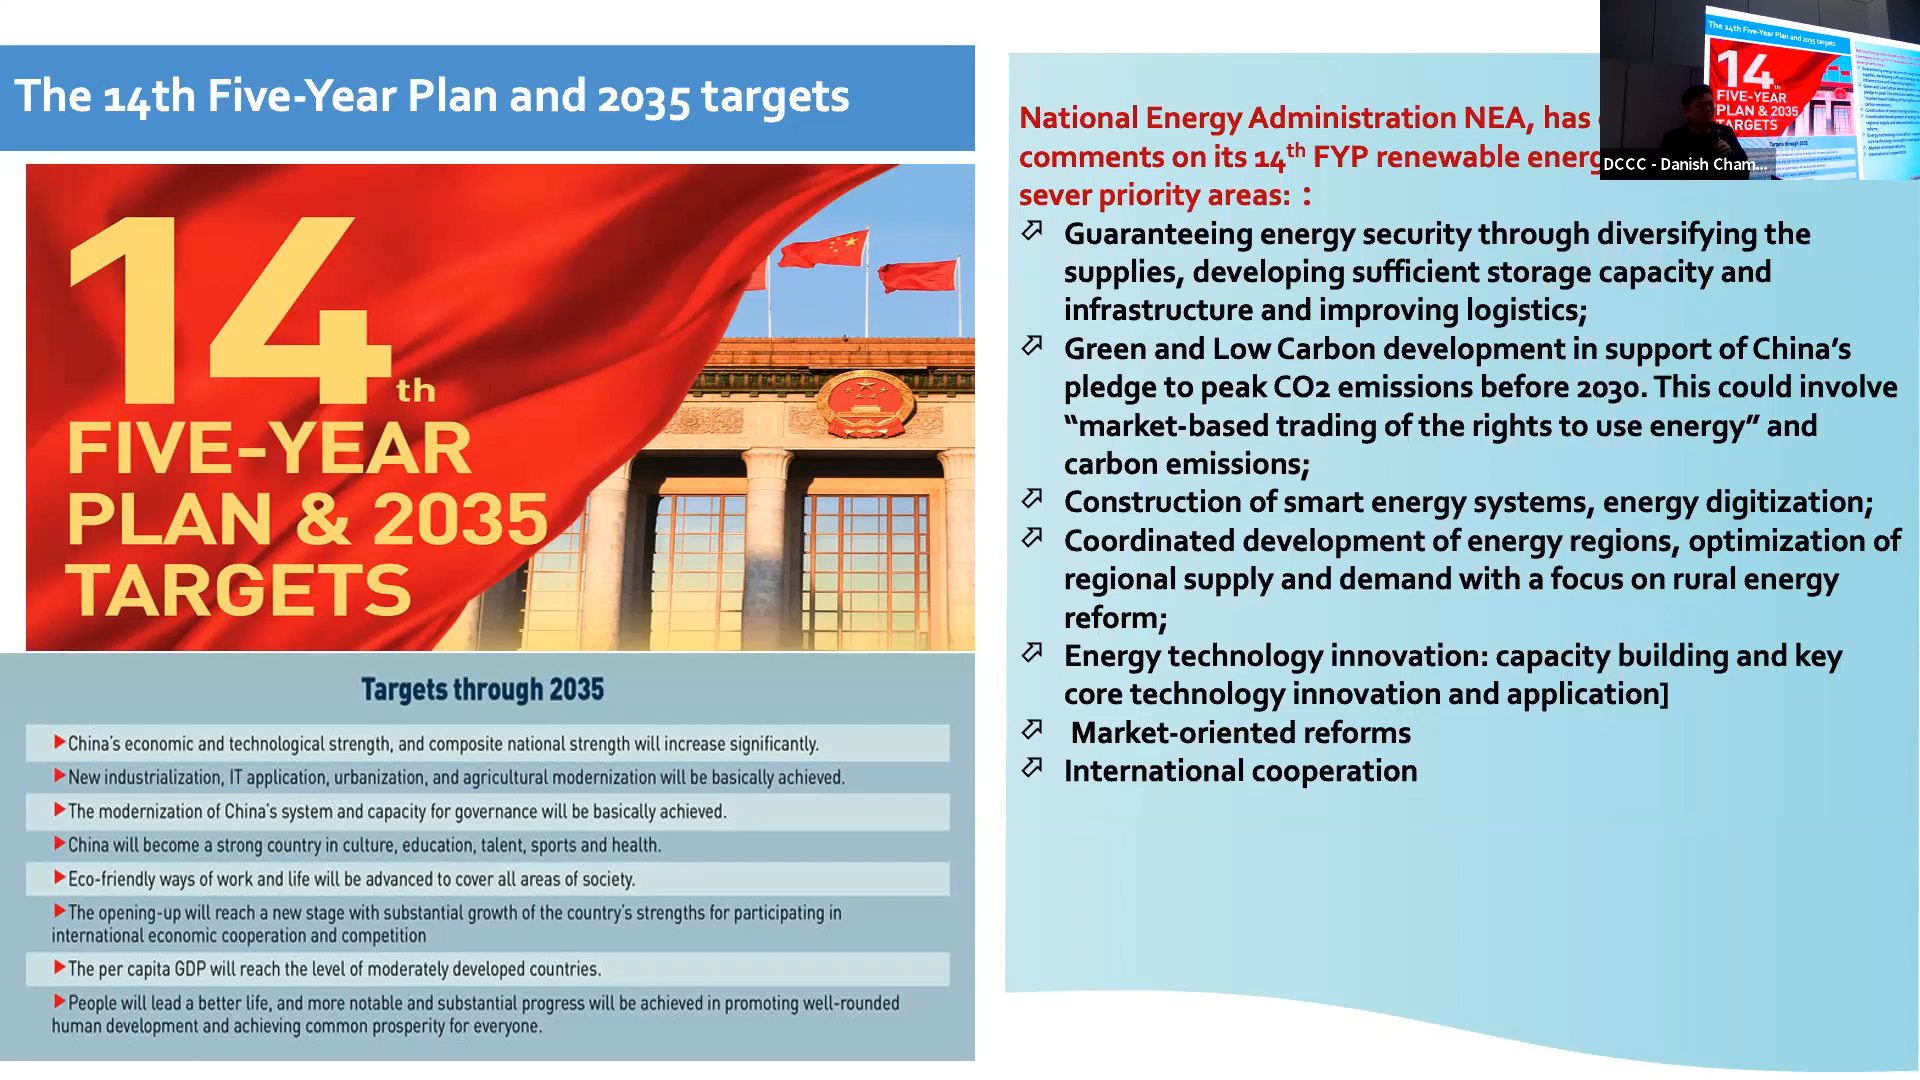 The 14th Five-Year Plan and 2035 targets
14th
FIVE-YEAR
PLAN & 2035
TARGETS
Targets through 2035
China's economic and technological strength, and composite national strength will increase significantly.
New industrialization, IT application, urbanization, and agricultural modernization will be basically achieved.
The modernization of China's system and capacity for governance will be basically achieved.
China will become a strong country in culture, education, talent, sports and health.
Eco-friendly ways of work and life will be advanced to cover all areas of society.
The opening-up will reach a new stage with substantial growth of the country's strengths for participating in
international economic cooperation and competition
The per capita GDP will reach the level of moderately developed countries.
People will lead a better life, and more notable and substantial progress will be achieved in promoting well-rounded
human development and achieving common prosperity for everyone.
National Energy Administration NEA, has
comments on its 14th FYP renewable
sever priority areas: :
Guaranteeing energy security through diversifying the
supplies, developing sufficient storage capacity and
infrastructure and improving logistics;
Green and Low Carbon development in support of China's
pledge to peak CO2 emissions before 2030. This could involve
“market-based trading of the rights to use energy” and
carbon emissions;
Construction of smart energy systems, energy digitization;
Coordinated development of energy regions, optimization of
regional supply and demand with a focus on rural energy
reform;
Energy technology innovation: capacity building and key
core technology innovation and application]
Market-oriented reforms
International cooperation
The 14th Five-Year Plan and 2035 targets
14th
FIVE-YEAR
PLAN & 2035
TARGETS
Targets through 2035
DCCC - Danish Cham...